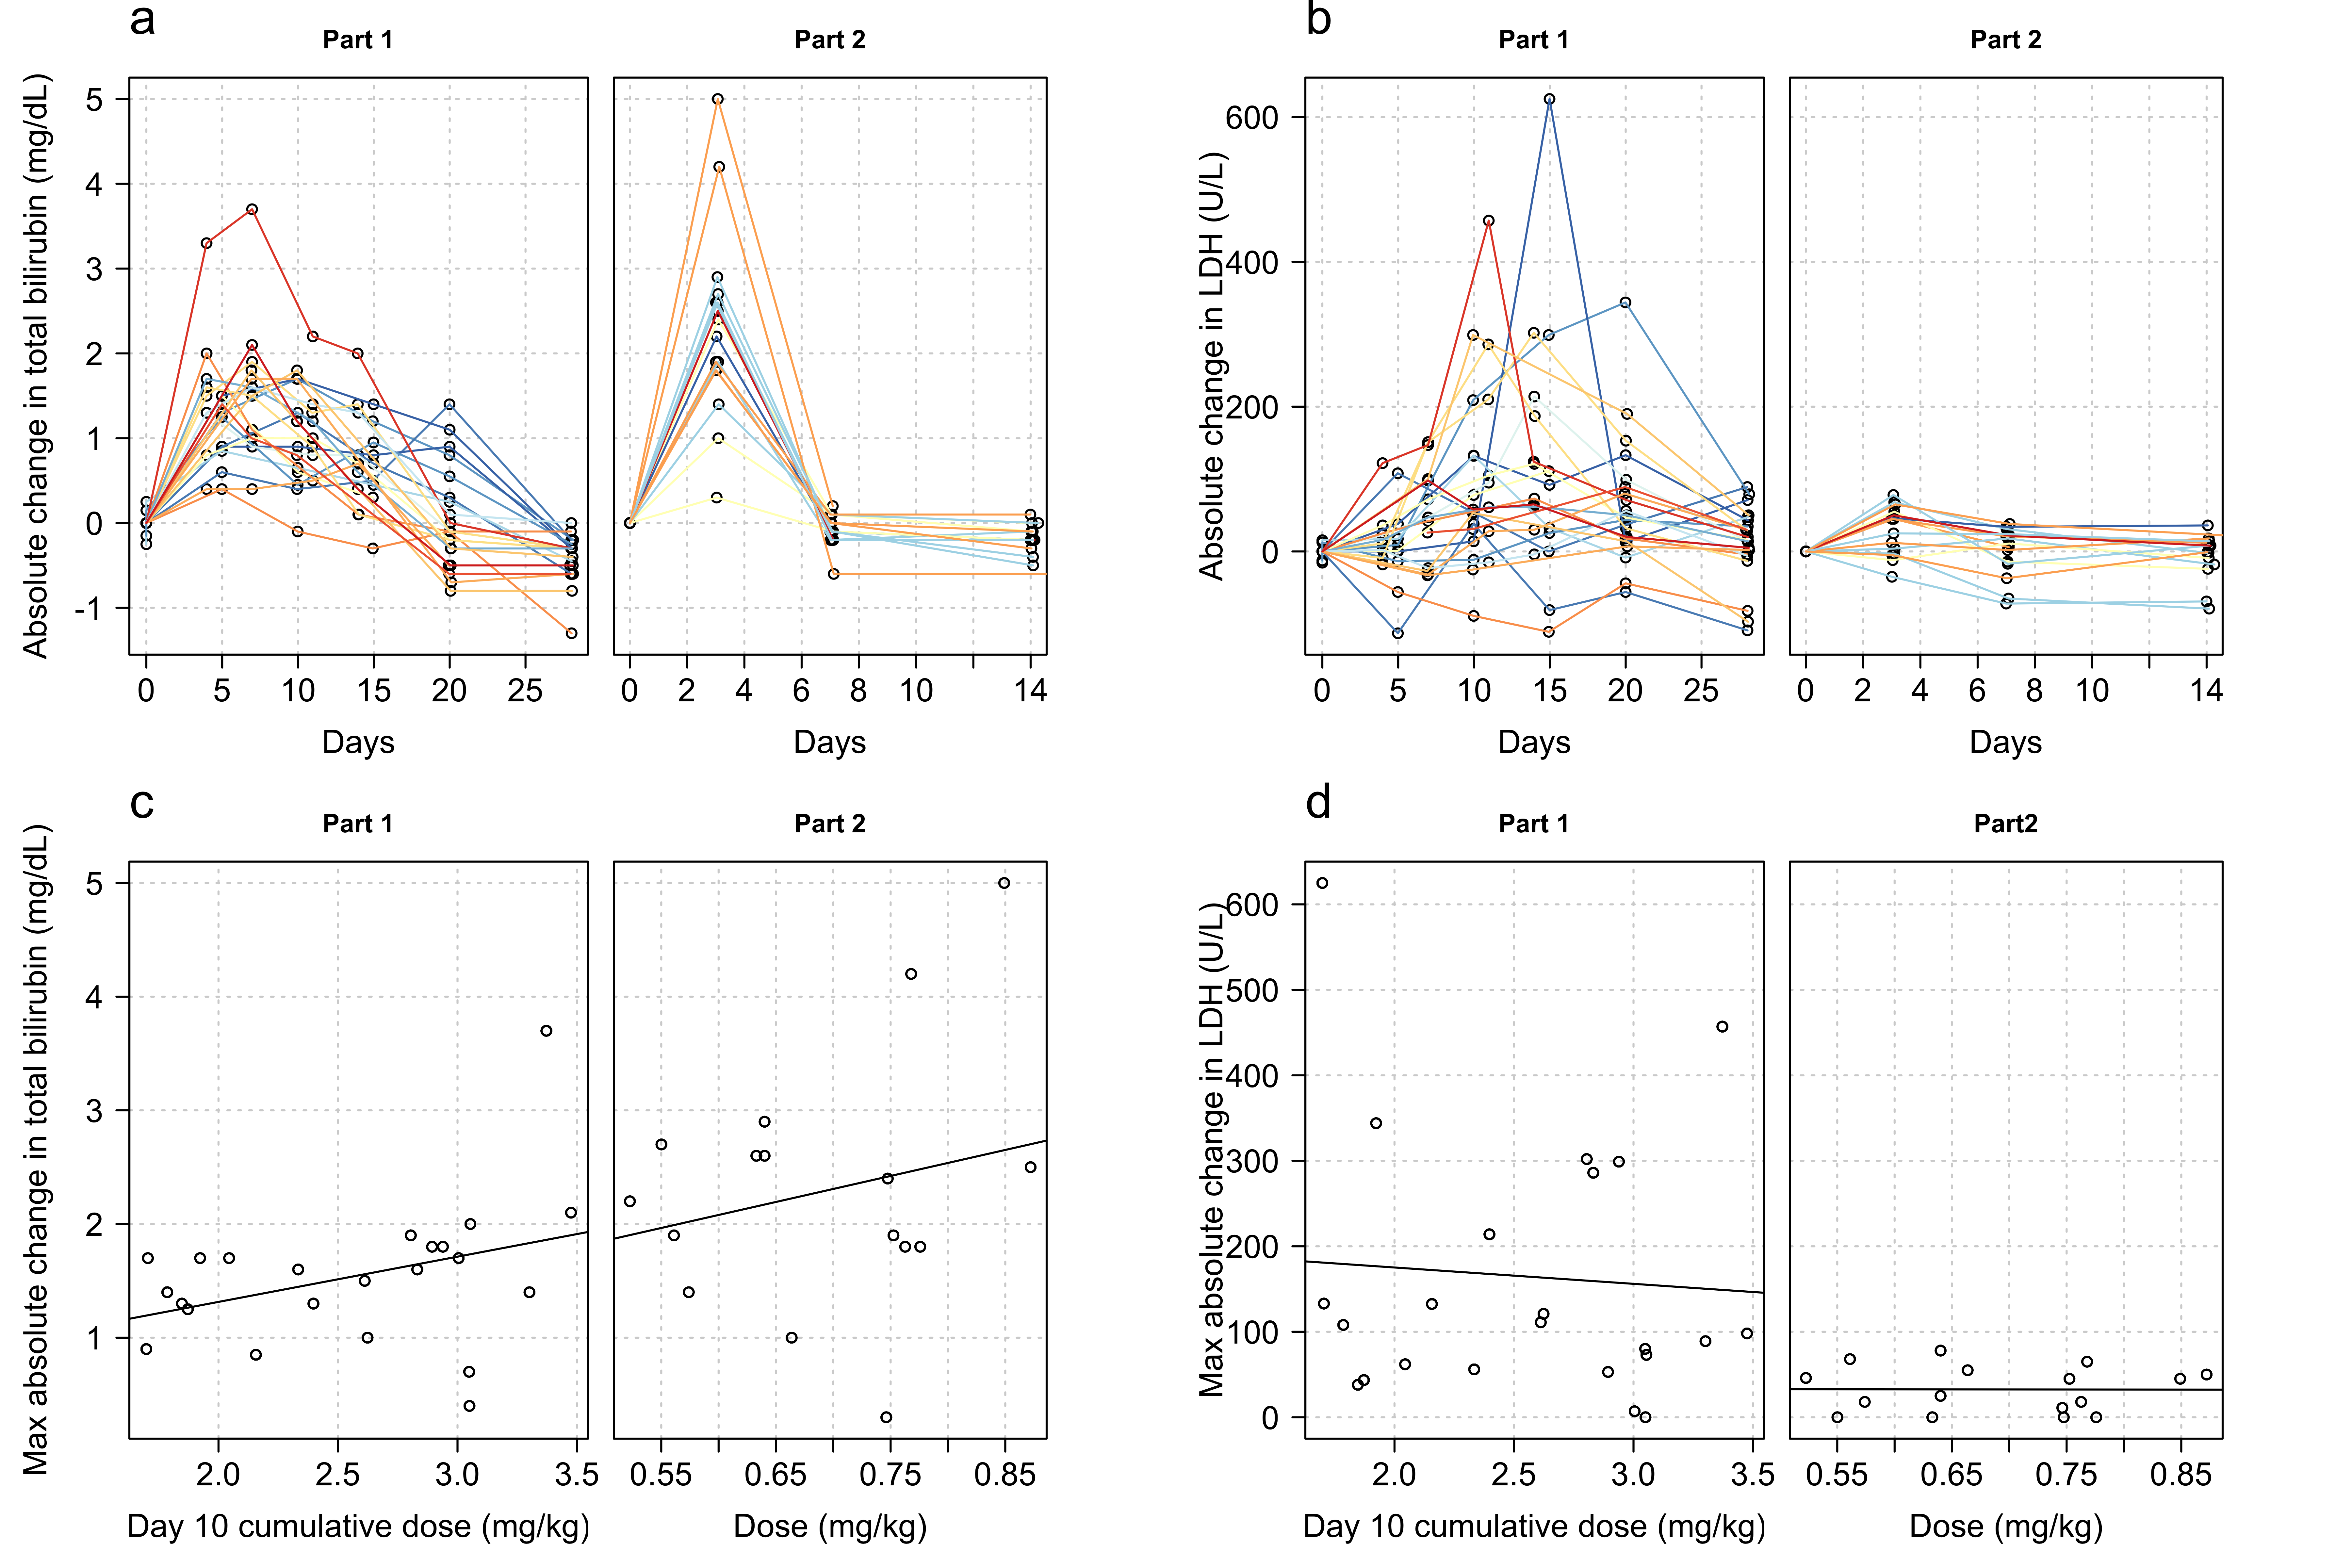 a
Part 1
Part 2
Absolute change in total bilirubin (mg/dL)
5
4
3
2
1
0
-1
0 5 10 15 20 25
0 2 4 6 8 10 14
Days
Days
b
Part 1
Part 2
Absolute change in LDH (U/L)
600
400
200
0
0 5 10 15 20 25
0 2 4 6 8 10 14
Days
Days
c
Part 1
Part 2
Max absolute change in total bilirubin (mg/dL)
5
4
3
2
1
2.0 2.5 3.0 3.5
0.55 0.65 0.75 0.85
Day 10 cumulative dose (mg/kg)
Dose (mg/kg)
d
Part 1
Part2
Max absolute change in LDH (U/L)
600
500
400
300
200
100
0
2.0 2.5 3.0 3.5
0.55 0.65 0.75 0.85
Day 10 cumulative dose (mg/kg)
Dose (mg/kg)